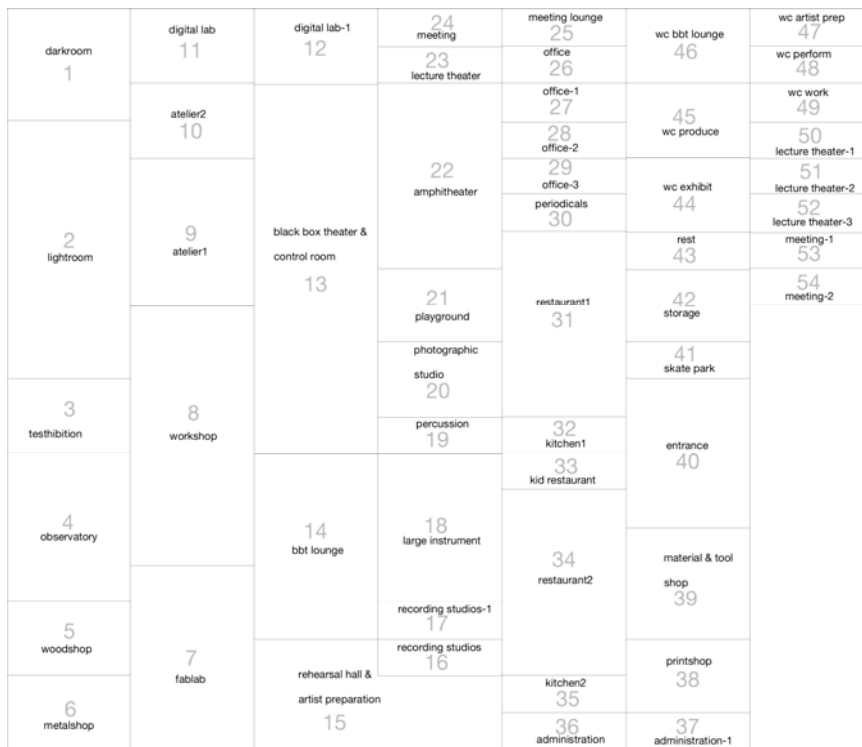 darkroom
1
lightroom
2
3
testhibition
4
observatory
5
woodshop
6
metalshop
digital lab
11
atelier2
10
9
atelier1
8
workshop
7
fablab
digital lab-1
12
black box theater &
control room
13
14
bbt lounge
rehearsal hall &
artist preparation
15
24
meeting
23
lecture theater
22
amphitheater
21
playground
photographic
studio
20
percussion
19
18
large instrument
recording studios-1
17
recording studios
16
meeting lounge
25
office
26
office-1
27
28
office-2
29
office-3
periodicals
30
restaurant1
31
32
kitchen1
33
kid restaurant
34
restaurant2
kitchen2
35
36
administration
wc bbt lounge
46
45
wc produce
wc exhibit
44
rest
43
42
storage
41
skate park
entrance
40
material & tool
shop
39
printshop
38
37
administration-1
wc artist prep
47
wc perform
48
wc work
49
50
lecture theater-1
51
lecture theater-2
52
lecture theater-3
meeting-1
53
54
meeting-2